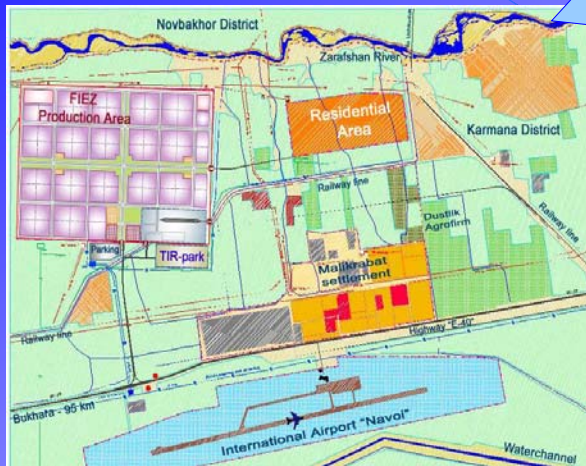 Novbakhor District
Zarafshan River
FIEZ
Production Area
Residential
Area
Karmana District
Railway line
Railway line
Dustlik
Agrofirm
Parking
TIR-park
Malikrabat
settlement
Highway "E-40"
Railway line
Bukhara - 95 km
International Airport "Navoi"
Waterchannel